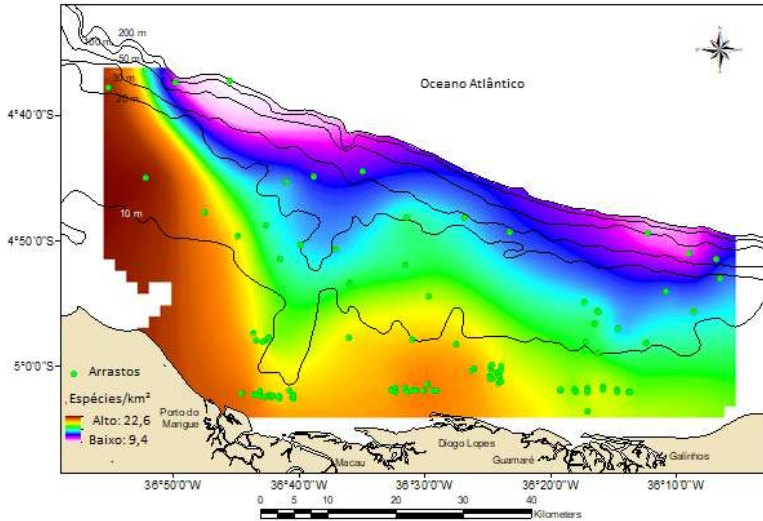 200 m
100 m
50 m
30 m
20 m
10 m
Oceano Atlântico
4°40'0"S
4°50'0"S
5°0'0"S
Arrastos
Espécies/km²
Alto: 22,6
Baixo: 9,4
Porto do
Mangue
Macau
Diogo Lopes
Guamaré
Galinhos
36°50'0"W
36°40'0"W
36°30'0"W
36°20'0"W
36°10'0"W
0 5 10 20 30 40
Kilometers